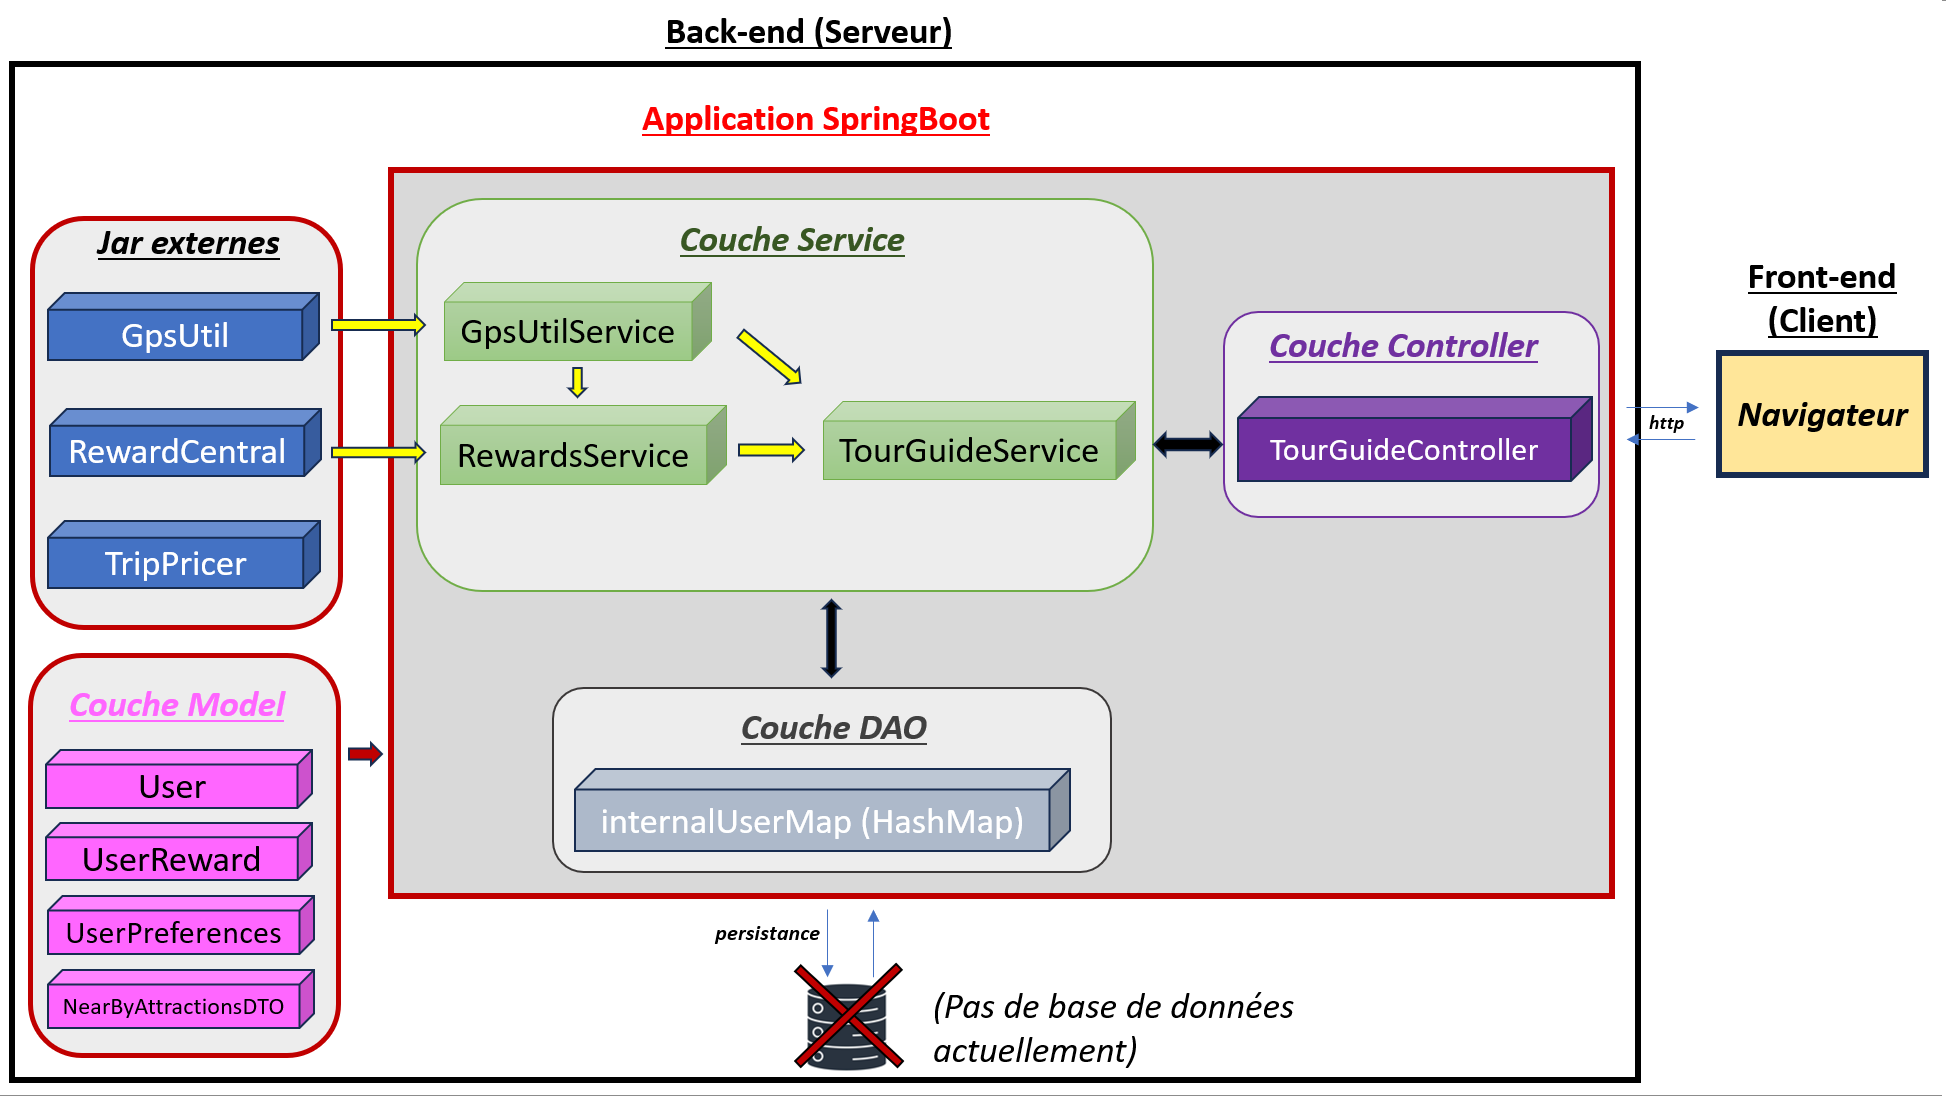 Back-end (Serveur)
Application SpringBoot
Jar externes
GpsUtil
RewardCentral
TripPricer
Couche Model
User
UserReward
UserPreferences
NearByAttractionsDTO
Couche Service
GpsUtilService
RewardsService
TourGuideService
Couche Controller
TourGuideController
http
Front-end
(Client)
Navigateur
Couche DAO
internalUserMap (HashMap)
persistance
(Pas de base de données
actuellement)